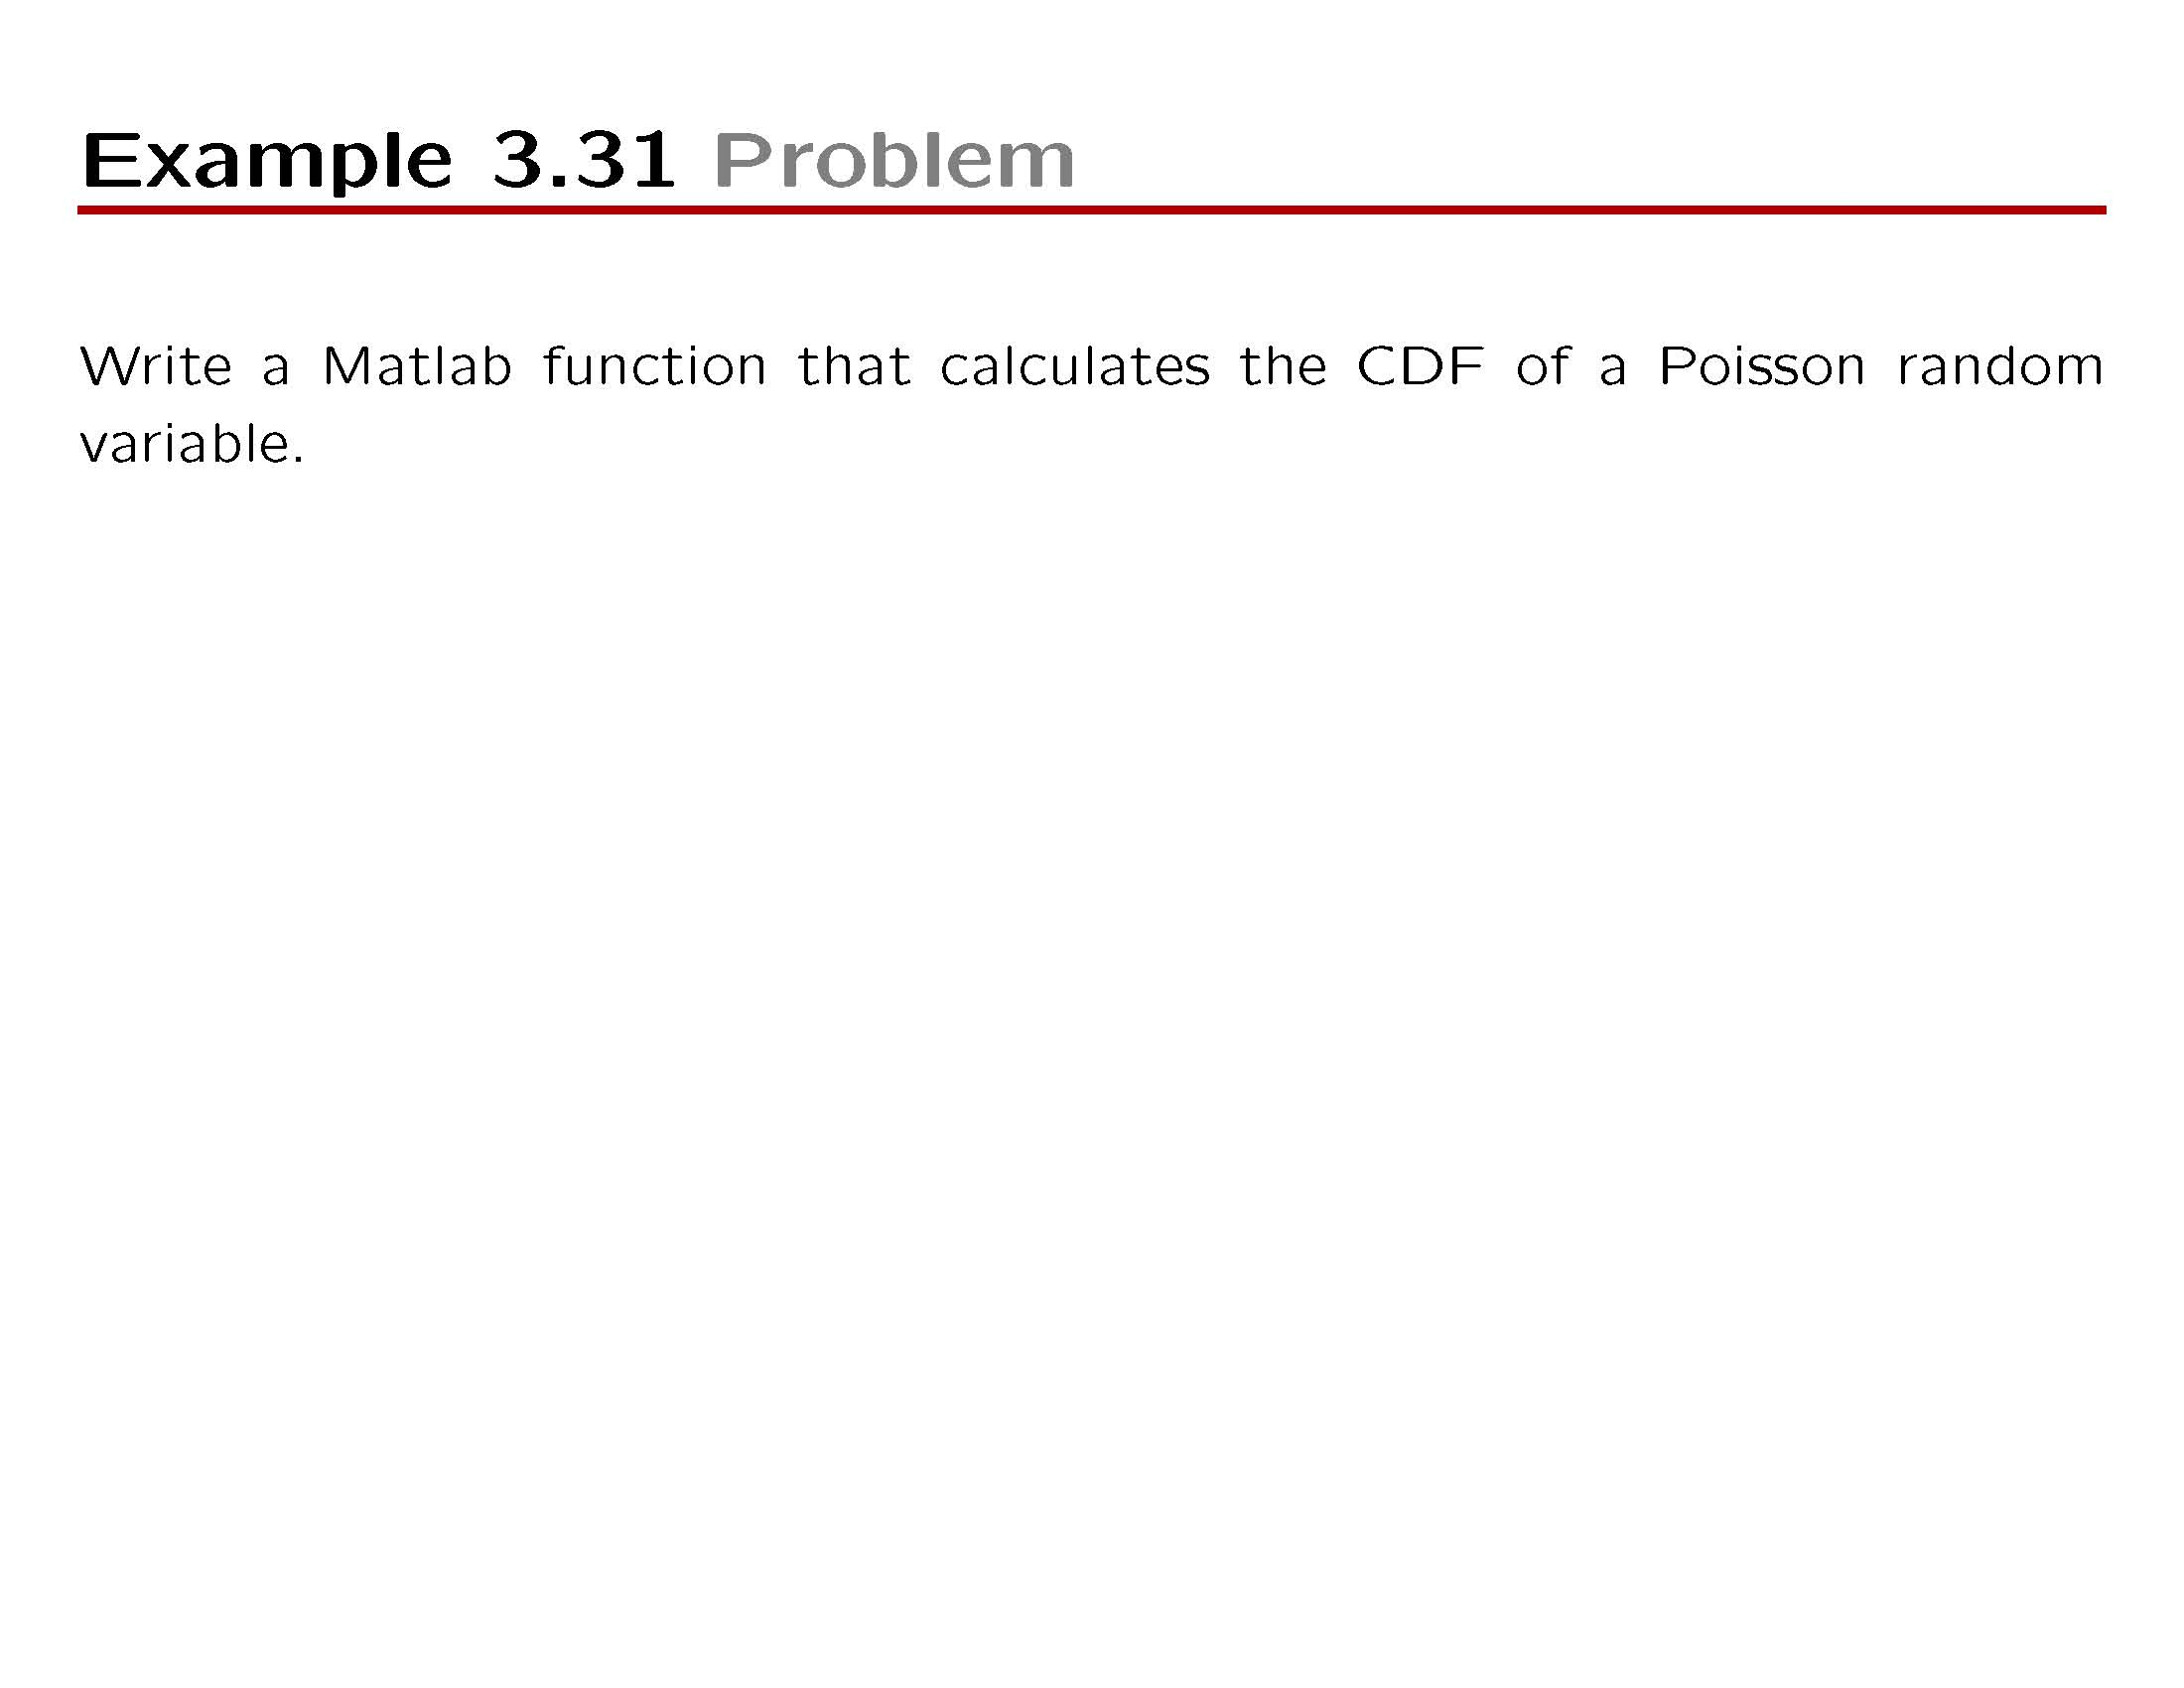 Example 3.31 Problem
Write a Matlab function that calculates the CDF of a Poisson random
variable.